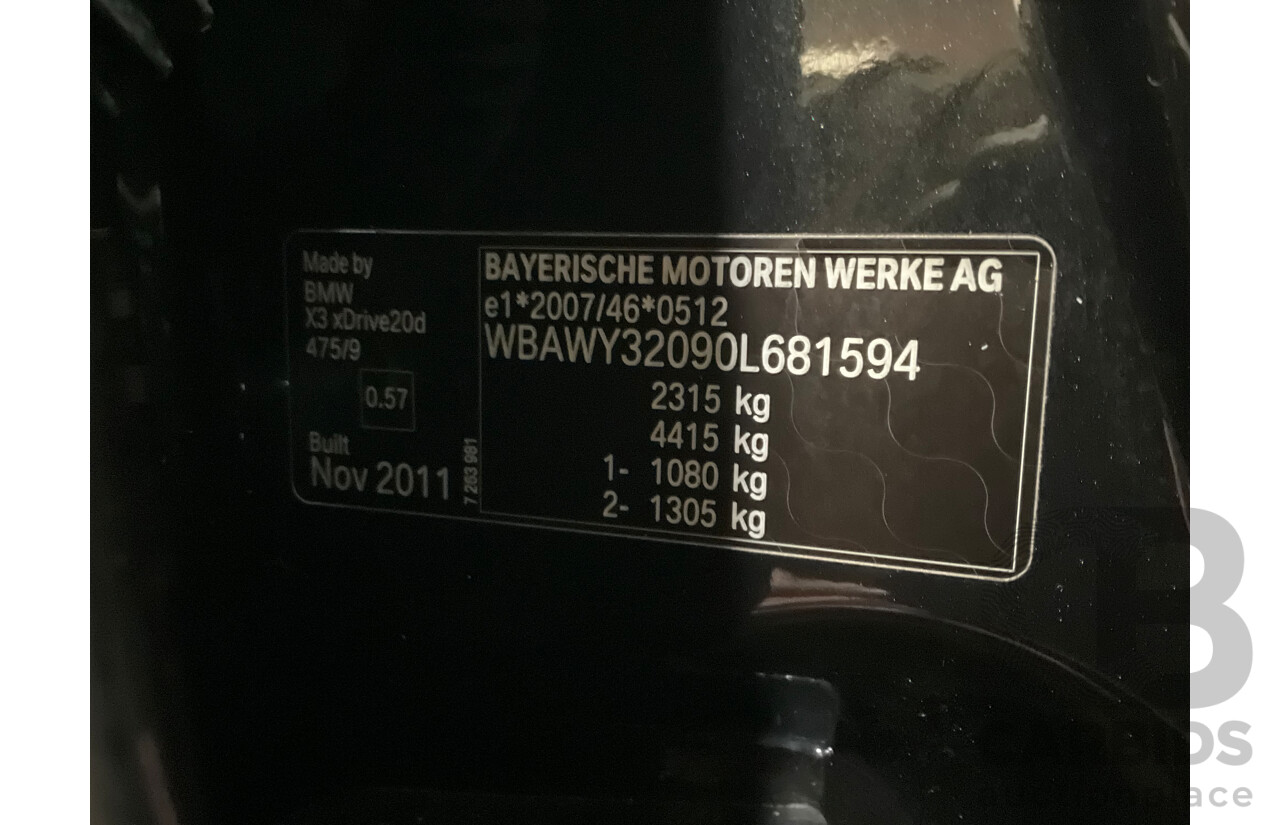 Made by
BMW
X3 xDrive20d
475/9
0.57
Built
Nov 2011
7 263 981
BAYERISCHE MOTOREN WERKE AG
e1*2007/46*0512
WBAWY32090L681594
2315 kg
4415 kg
1- 1080 kg
2- 1305 kg